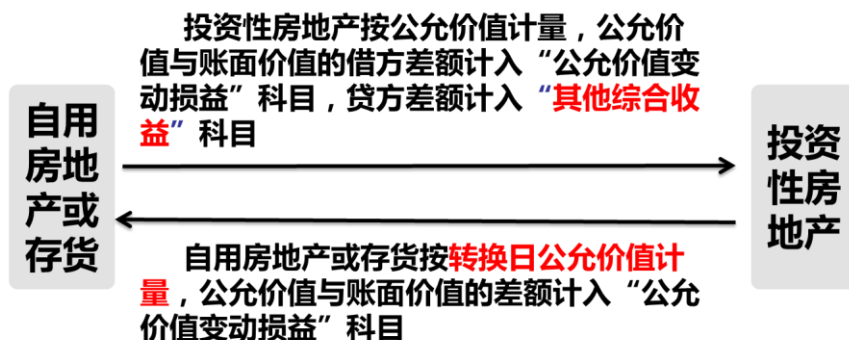 投资性房地产按公允价值计量，公允价
值与账面价值的借方差额计入“公允价值变
动损益”科目，贷方差额计入“其他综合收
益”科目
自用
房地
产或
存货
投资
性房
地产
自用房地产或存货按转换日公允价值计
量，公允价值与账面价值的差额计入“公允
价值变动损益”科目